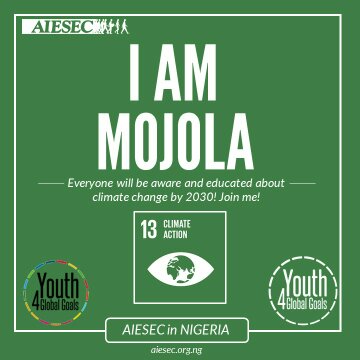 AIESEC
I AM
MOJOLA
Everyone will be aware and educated about
climate change by 2030! Join me!
13 CLIMATE
ACTION
Youth
4 Global Goals
Youth
4 Global Goals
AIESEC in NIGERIA
aiesec.org.ng